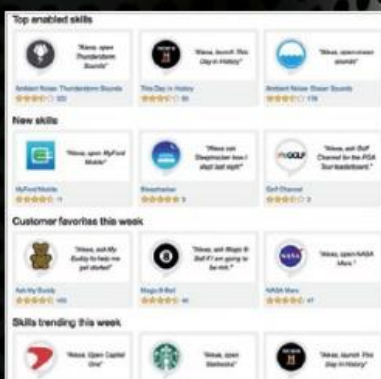 Top enabled skills
"Alexa, open
Thunderstorm
Sounds"
"Alexa, launch This
Day in History"
"Alexa, open ocean
sounds"
Ambient Noise: Thunderstorm Sounds
This Day in History
Ambient Noise: Ocean Sounds
New skills
"Alexa, open MyFord
Mobile"
"Alexa ask
Sleeptracker how I
slept last night"
"Alexa, ask Golf
Channel for the PGA
Tour leaderboard."
MyFord Mobile
Sleeptracker
Golf Channel
Customer favorites this week
"Alexa, ask My
Buddy to help me
get started"
"Alexa, ask Magic 8-
Ball if I am going to
be rich."
NASA
"Alexa, open NASA
Mars."
Ask My Buddy
Magic 8-Ball
NASA Mars
Skills trending this week
"Alexa, Open Capital
One"
"Alexa, open
Starbucks"
"Alexa, launch This
Day in History"